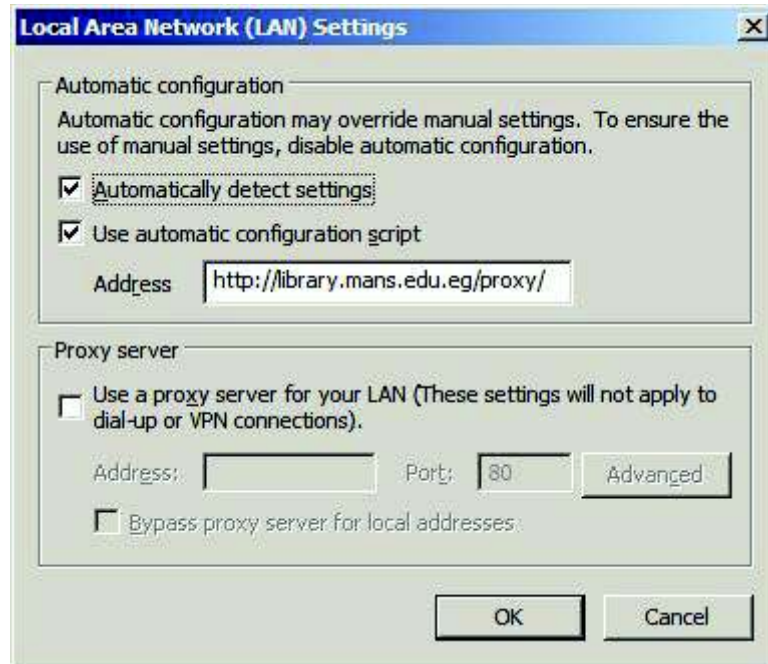 Local Area Network (LAN) Settings
Automatic configuration
Automatic configuration may override manual settings. To ensure the
use of manual settings, disable automatic configuration.
Automatically detect settings
Use automatic configuration script
Address http://library.mans.edu.eg/proxy/
Proxy server
Use a proxy server for your LAN (These settings will not apply to
dial-up or VPN connections).
Address: Port: 80 Advanced
Bypass proxy server for local addresses
OK Cancel